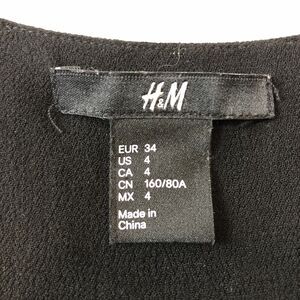 H&M
EUR 34
US 4
CA 4
CN 160/80A
MX 4
Made in
China